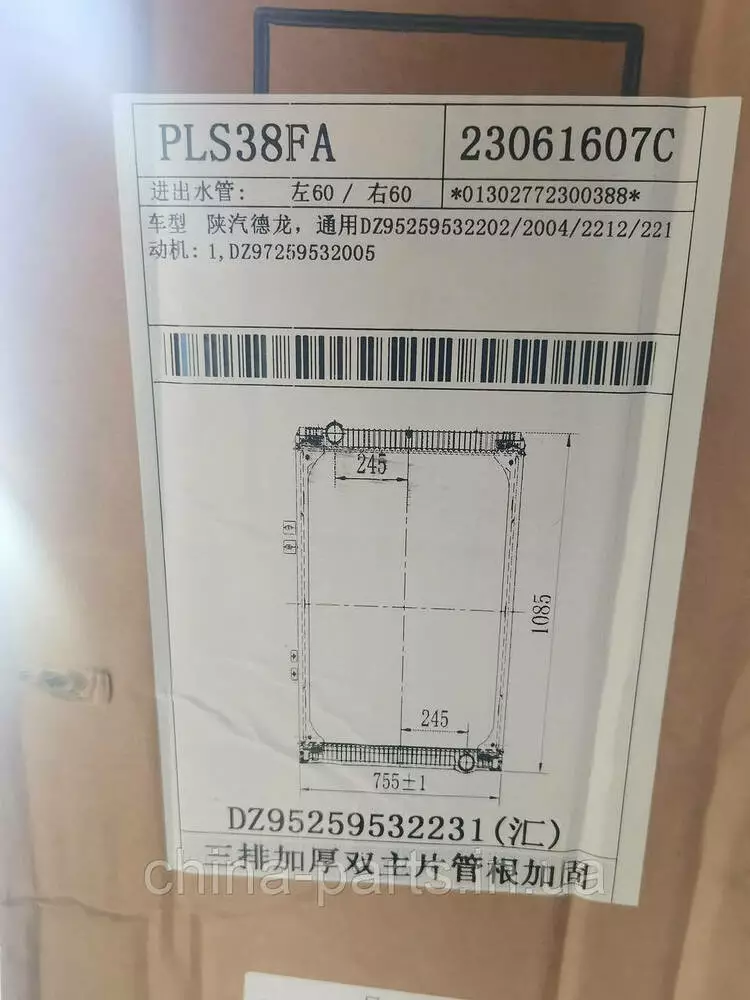 PLS38FA 23061607C
进出水管: 左60 / 右60 *01302772300388*
车型 陕汽德龙，通用DZ95259532202/2004/2212/221
动机: 1,DZ97259532005
245
1085
245
755±1
DZ95259532231(汇)
三排加厚双主片管根加固
china-parts.in.ua